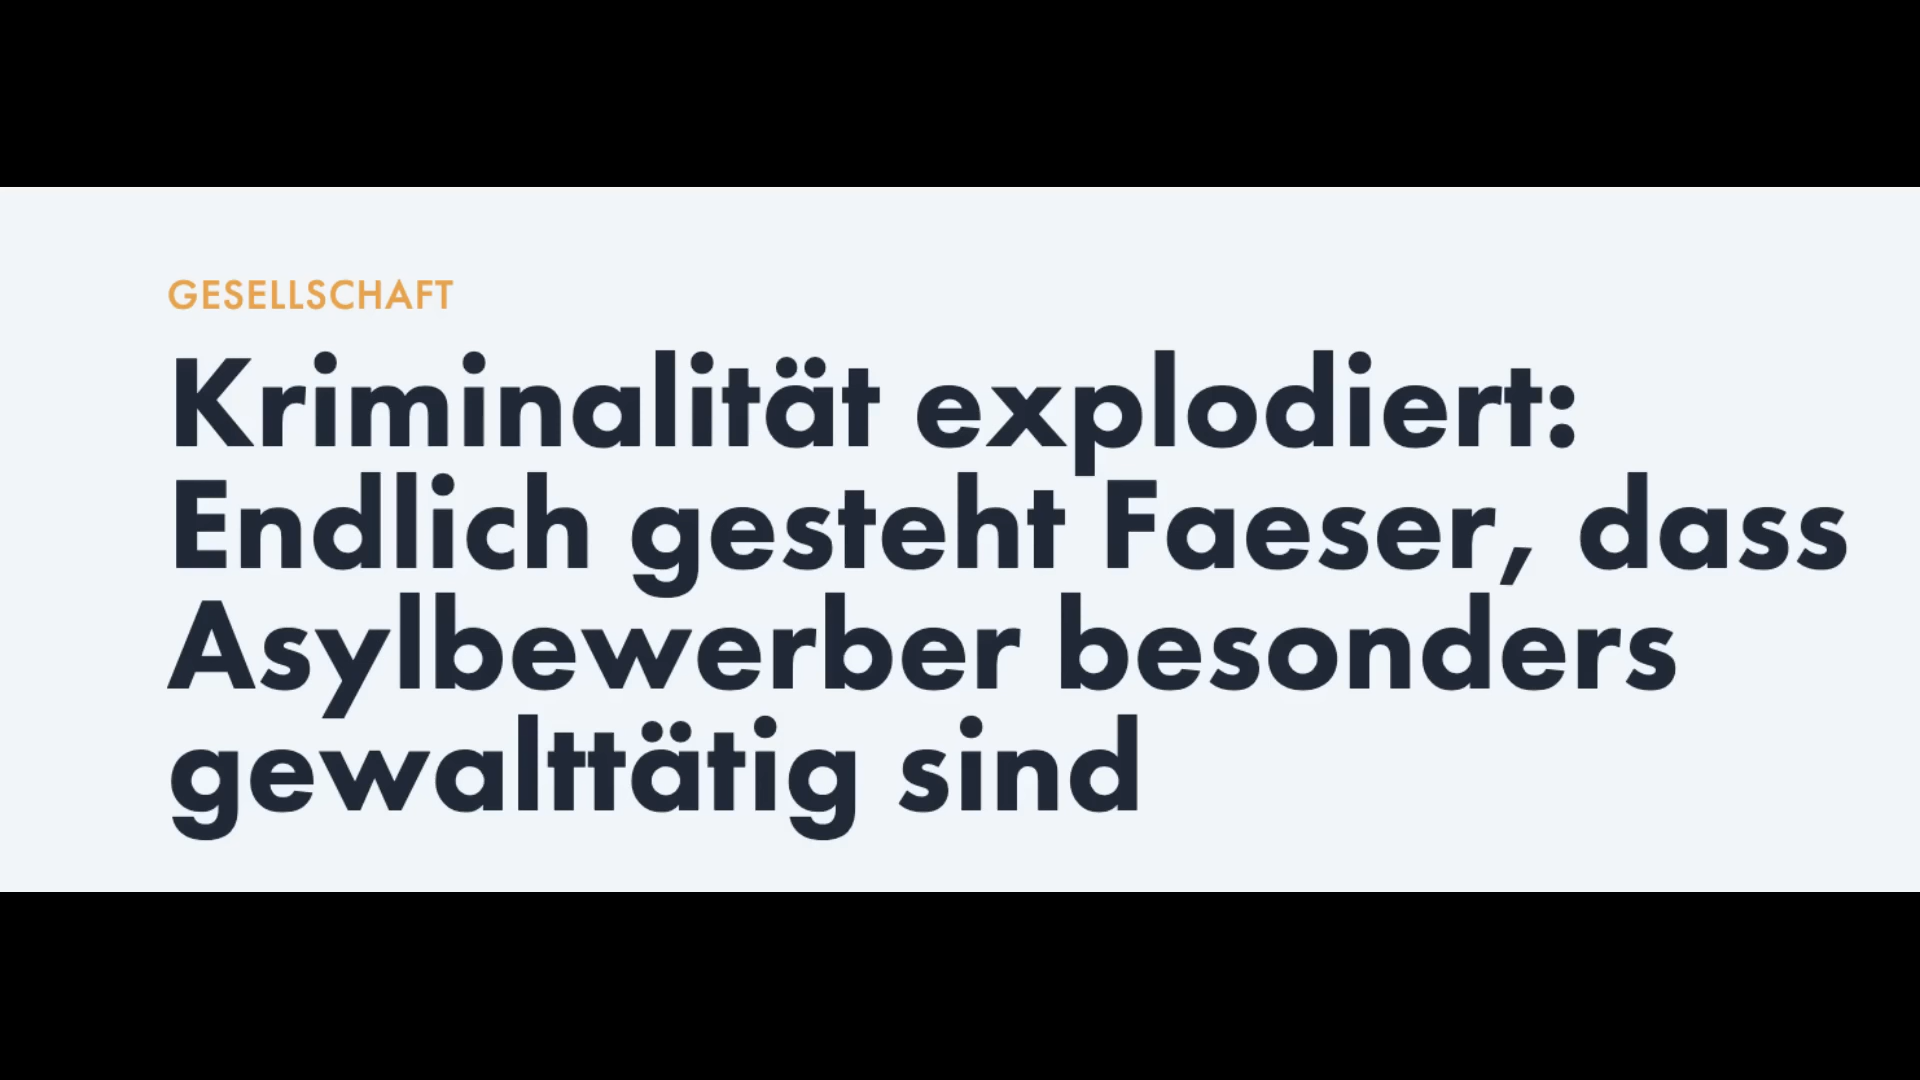 GESELLSCHAFT
Kriminalität explodiert:
Endlich gesteht Faeser, dass
Asylbewerber besonders
gewalttätig sind